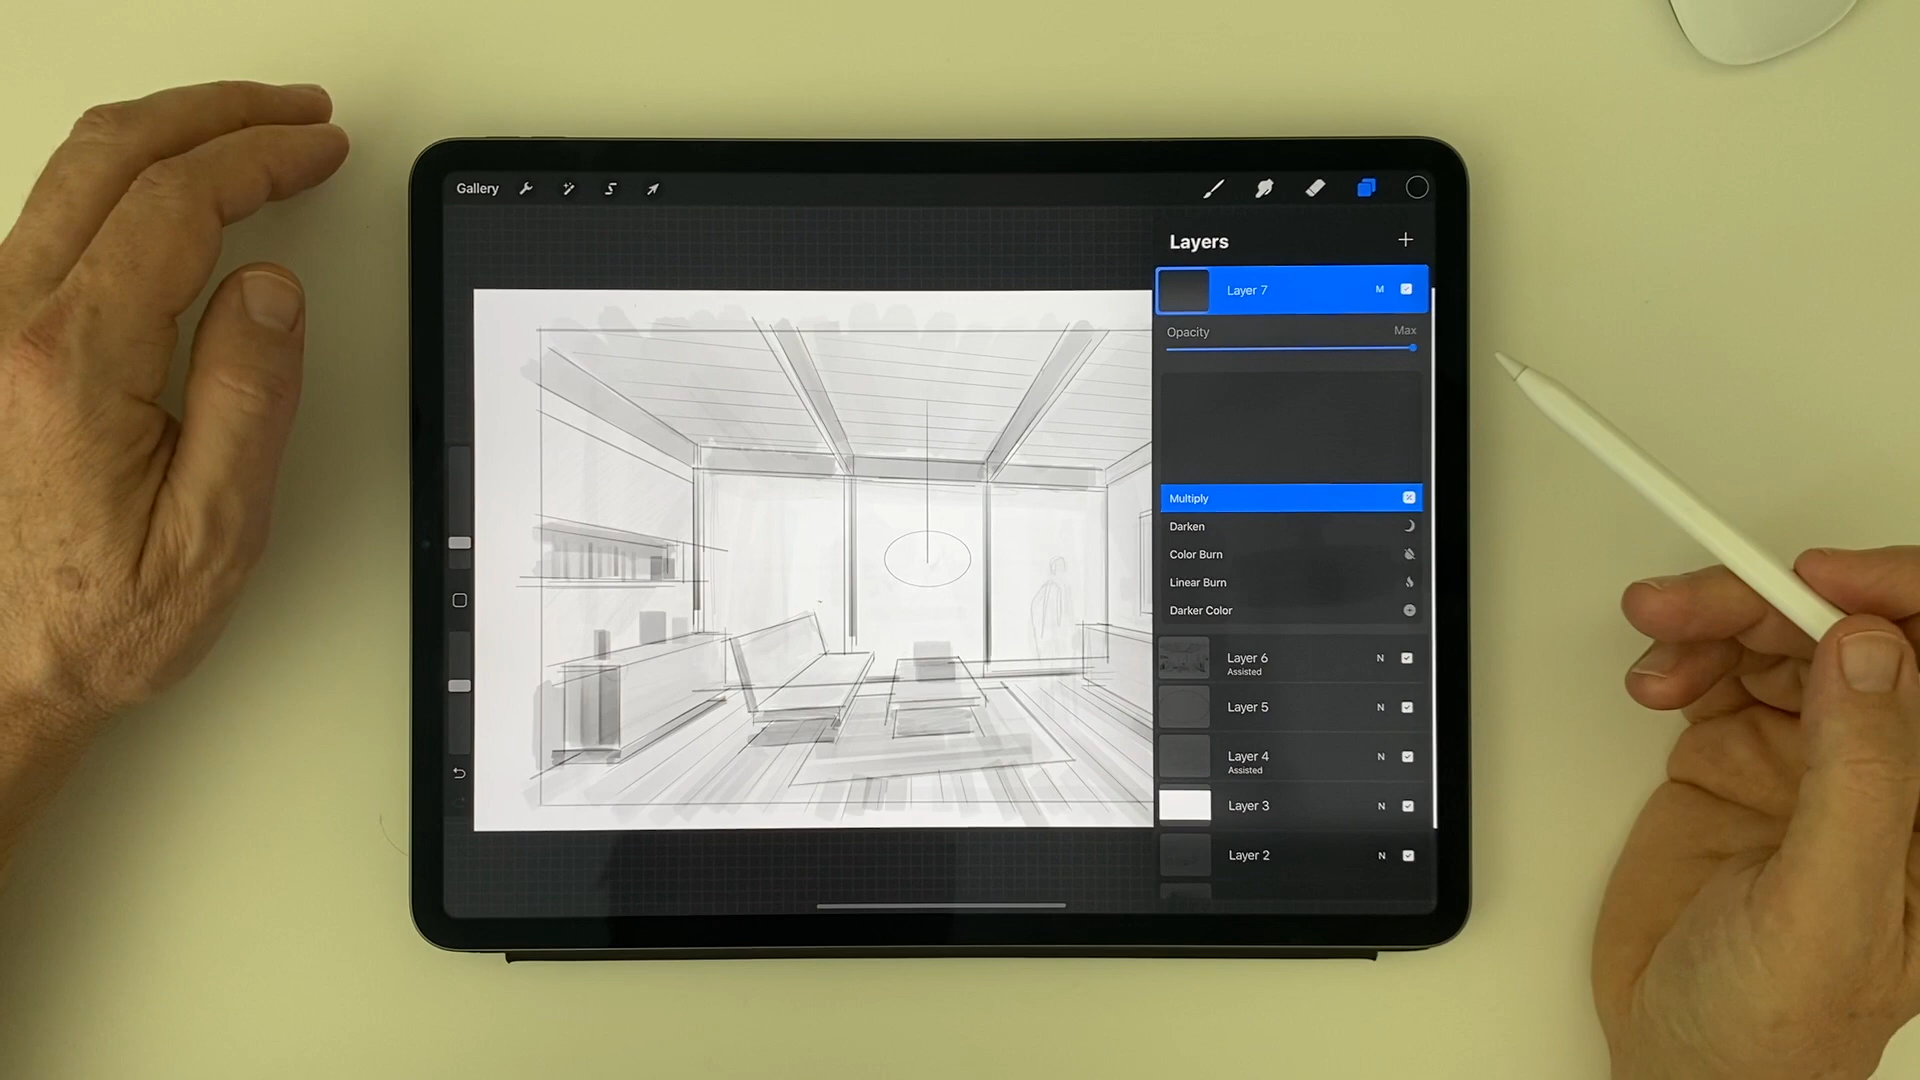 Gallery
Layers
Layer 7 M
Opacity Max
Multiply
Darken
Color Burn
Linear Burn
Darker Color
Layer 6 N
Assisted
Layer 5 N
Layer 4 N
Assisted
Layer 3 N
Layer 2 N